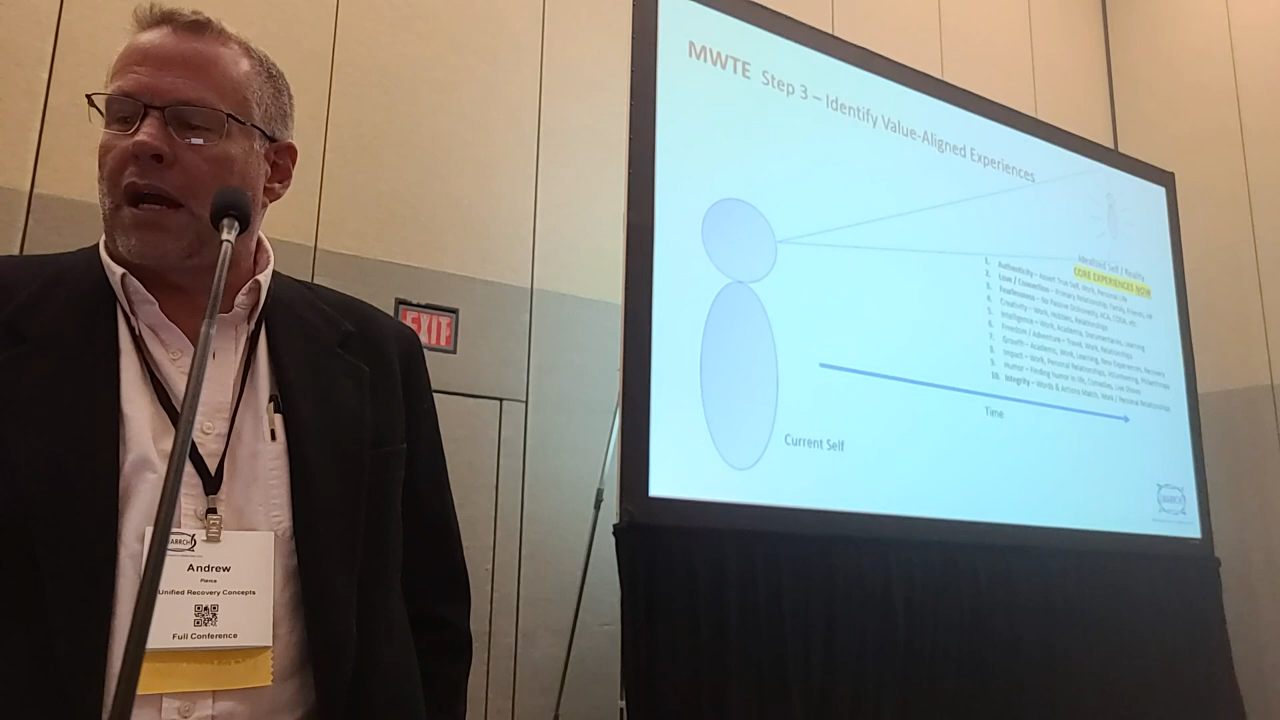 MWTE Step 3 – Identify Value-Aligned Experiences
Idealized Self / Reality
CORE EXPERIENCES NOW
1. Authenticity – Assert True Self, Work, Personal Life
2. Love / Connection – Primary Relationship, Family, Friends,
3. Fearlessness – No Passive Dishonesty, ACA, CODA, etc.
4. Creativity – Work, Hobbies, Relationships
5. Intelligence – Work, Academia, Documentaries, Learning
6. Freedom / Adventure – Travel, Work, Relationships
7. Growth – Academic, Work, Learning, New Experiences, Recovery
8. Impact – Work, Personal Relationships, Volunteering, Philanthropy
9. Humor – Finding humor in life, Comedies, Live Shows
10. Integrity – Words & Actions Match, Work / Personal Relationships
Time
Current Self
MARRCH
EXIT
MARRCH
Andrew
Pierce
Unified Recovery Concepts
Full Conference